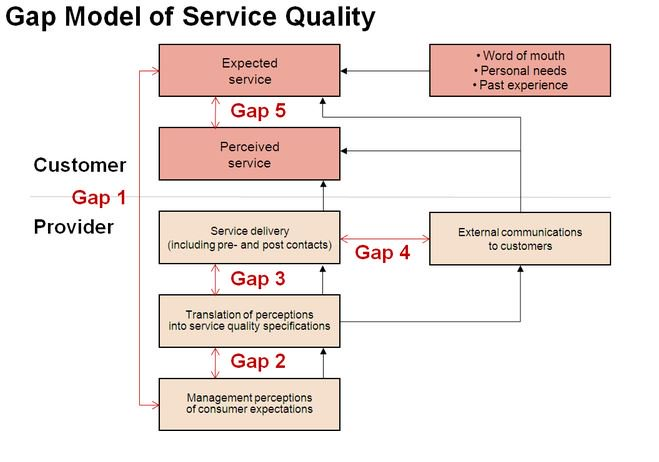 Gap Model of Service Quality
Expected
service
• Word of mouth
• Personal needs
• Past experience
Gap 5
Perceived
service
Customer
Gap 1
Provider
Service delivery
(including pre- and post contacts)
External communications
to customers
Gap 4
Gap 3
Translation of perceptions
into service quality specifications
Gap 2
Management perceptions
of consumer expectations